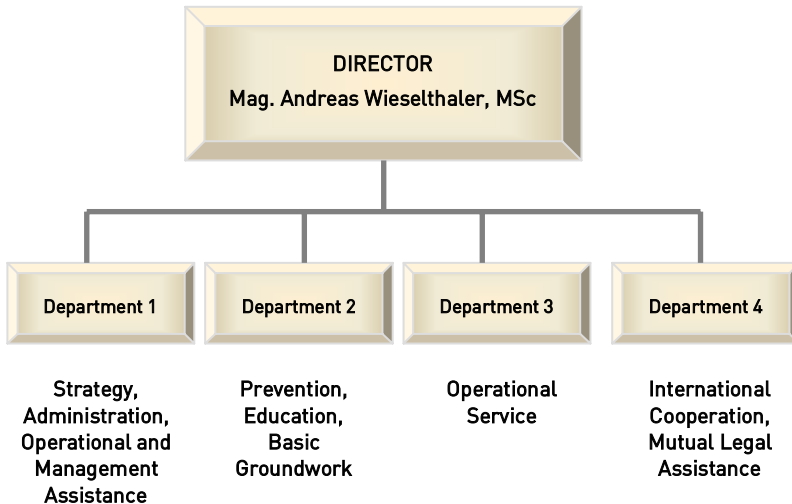 DIRECTOR
Mag. Andreas Wieselthaler, MSc
Department 1
Department 2
Department 3
Department 4
Strategy,
Administration,
Operational and
Management
Assistance
Prevention,
Education,
Basic
Groundwork
Operational
Service
International
Cooperation,
Mutual Legal
Assistance